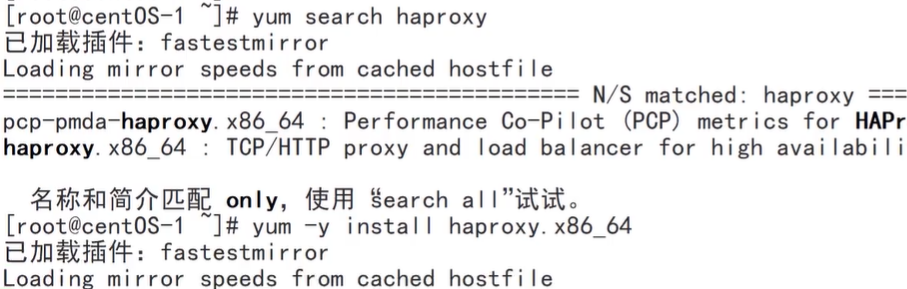 [root@centOS-1 ~]# yum search haproxy
已加载插件：fastestmirror
Loading mirror speeds from cached hostfile
============================================ N/S matched: haproxy ===
pcp-pmda-haproxy.x86_64 : Performance Co-Pilot (PCP) metrics for HAPr
haproxy.x86_64 : TCP/HTTP proxy and load balancer for high availabili
名称和简介匹配 only，使用“search all”试试。
[root@centOS-1 ~]# yum -y install haproxy.x86_64
已加载插件：fastestmirror
Loading mirror speeds from cached hostfile